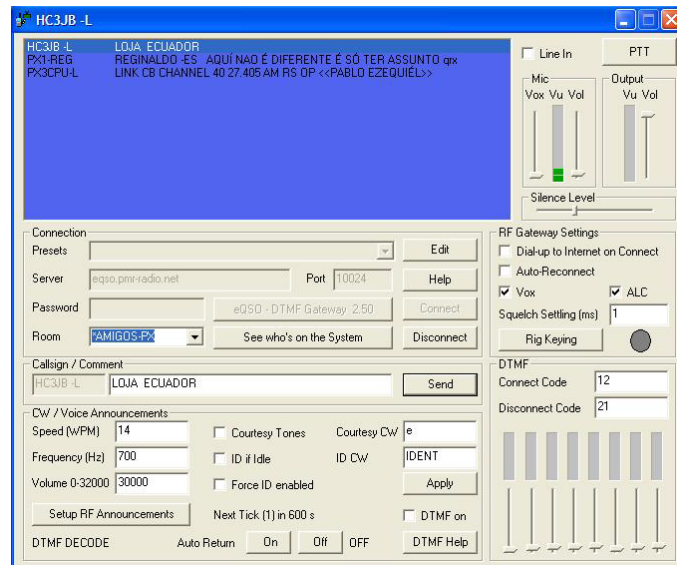 HC3JB -L
HC3JB -L LOJA ECUADOR
PX1-REG REGINALDO -ES AQUÍ NAO É DIFERENTE É SÓ TER ASSUNTO qrx
PX3CPU-L LINK CB CHANNEL 40 27.405 AM RS OP <<PABLO EZEQUIÉL>>
Line In
PTT
Mic
Vox Vu Vol
Output
Vu Vol
Silence Level
Connection
Presets
Edit
Server eqso.pmr-radio.net Port 10024
Help
Password
eQSO - DTMF Gateway 2.50
Connect
Room *AMIGOS-PX
See who's on the System
Disconnect
RF Gateway Settings
Dial-up to Internet on Connect
Auto-Reconnect
Vox ALC
Squelch Settling (ms) 1
Rig Keying
Callsign / Comment
HC3JB -L LOJA ECUADOR
Send
DTMF
Connect Code 12
Disconnect Code 21
CW / Voice Announcements
Speed (WPM) 14 Courtesy Tones Courtesy CW e
Frequency (Hz) 700 ID if Idle ID CW IDENT
Volume 0-32000 30000 Force ID enabled Apply
Setup RF Announcements Next Tick (1) in 600 s DTMF on
DTMF DECODE Auto Return On Off OFF DTMF Help